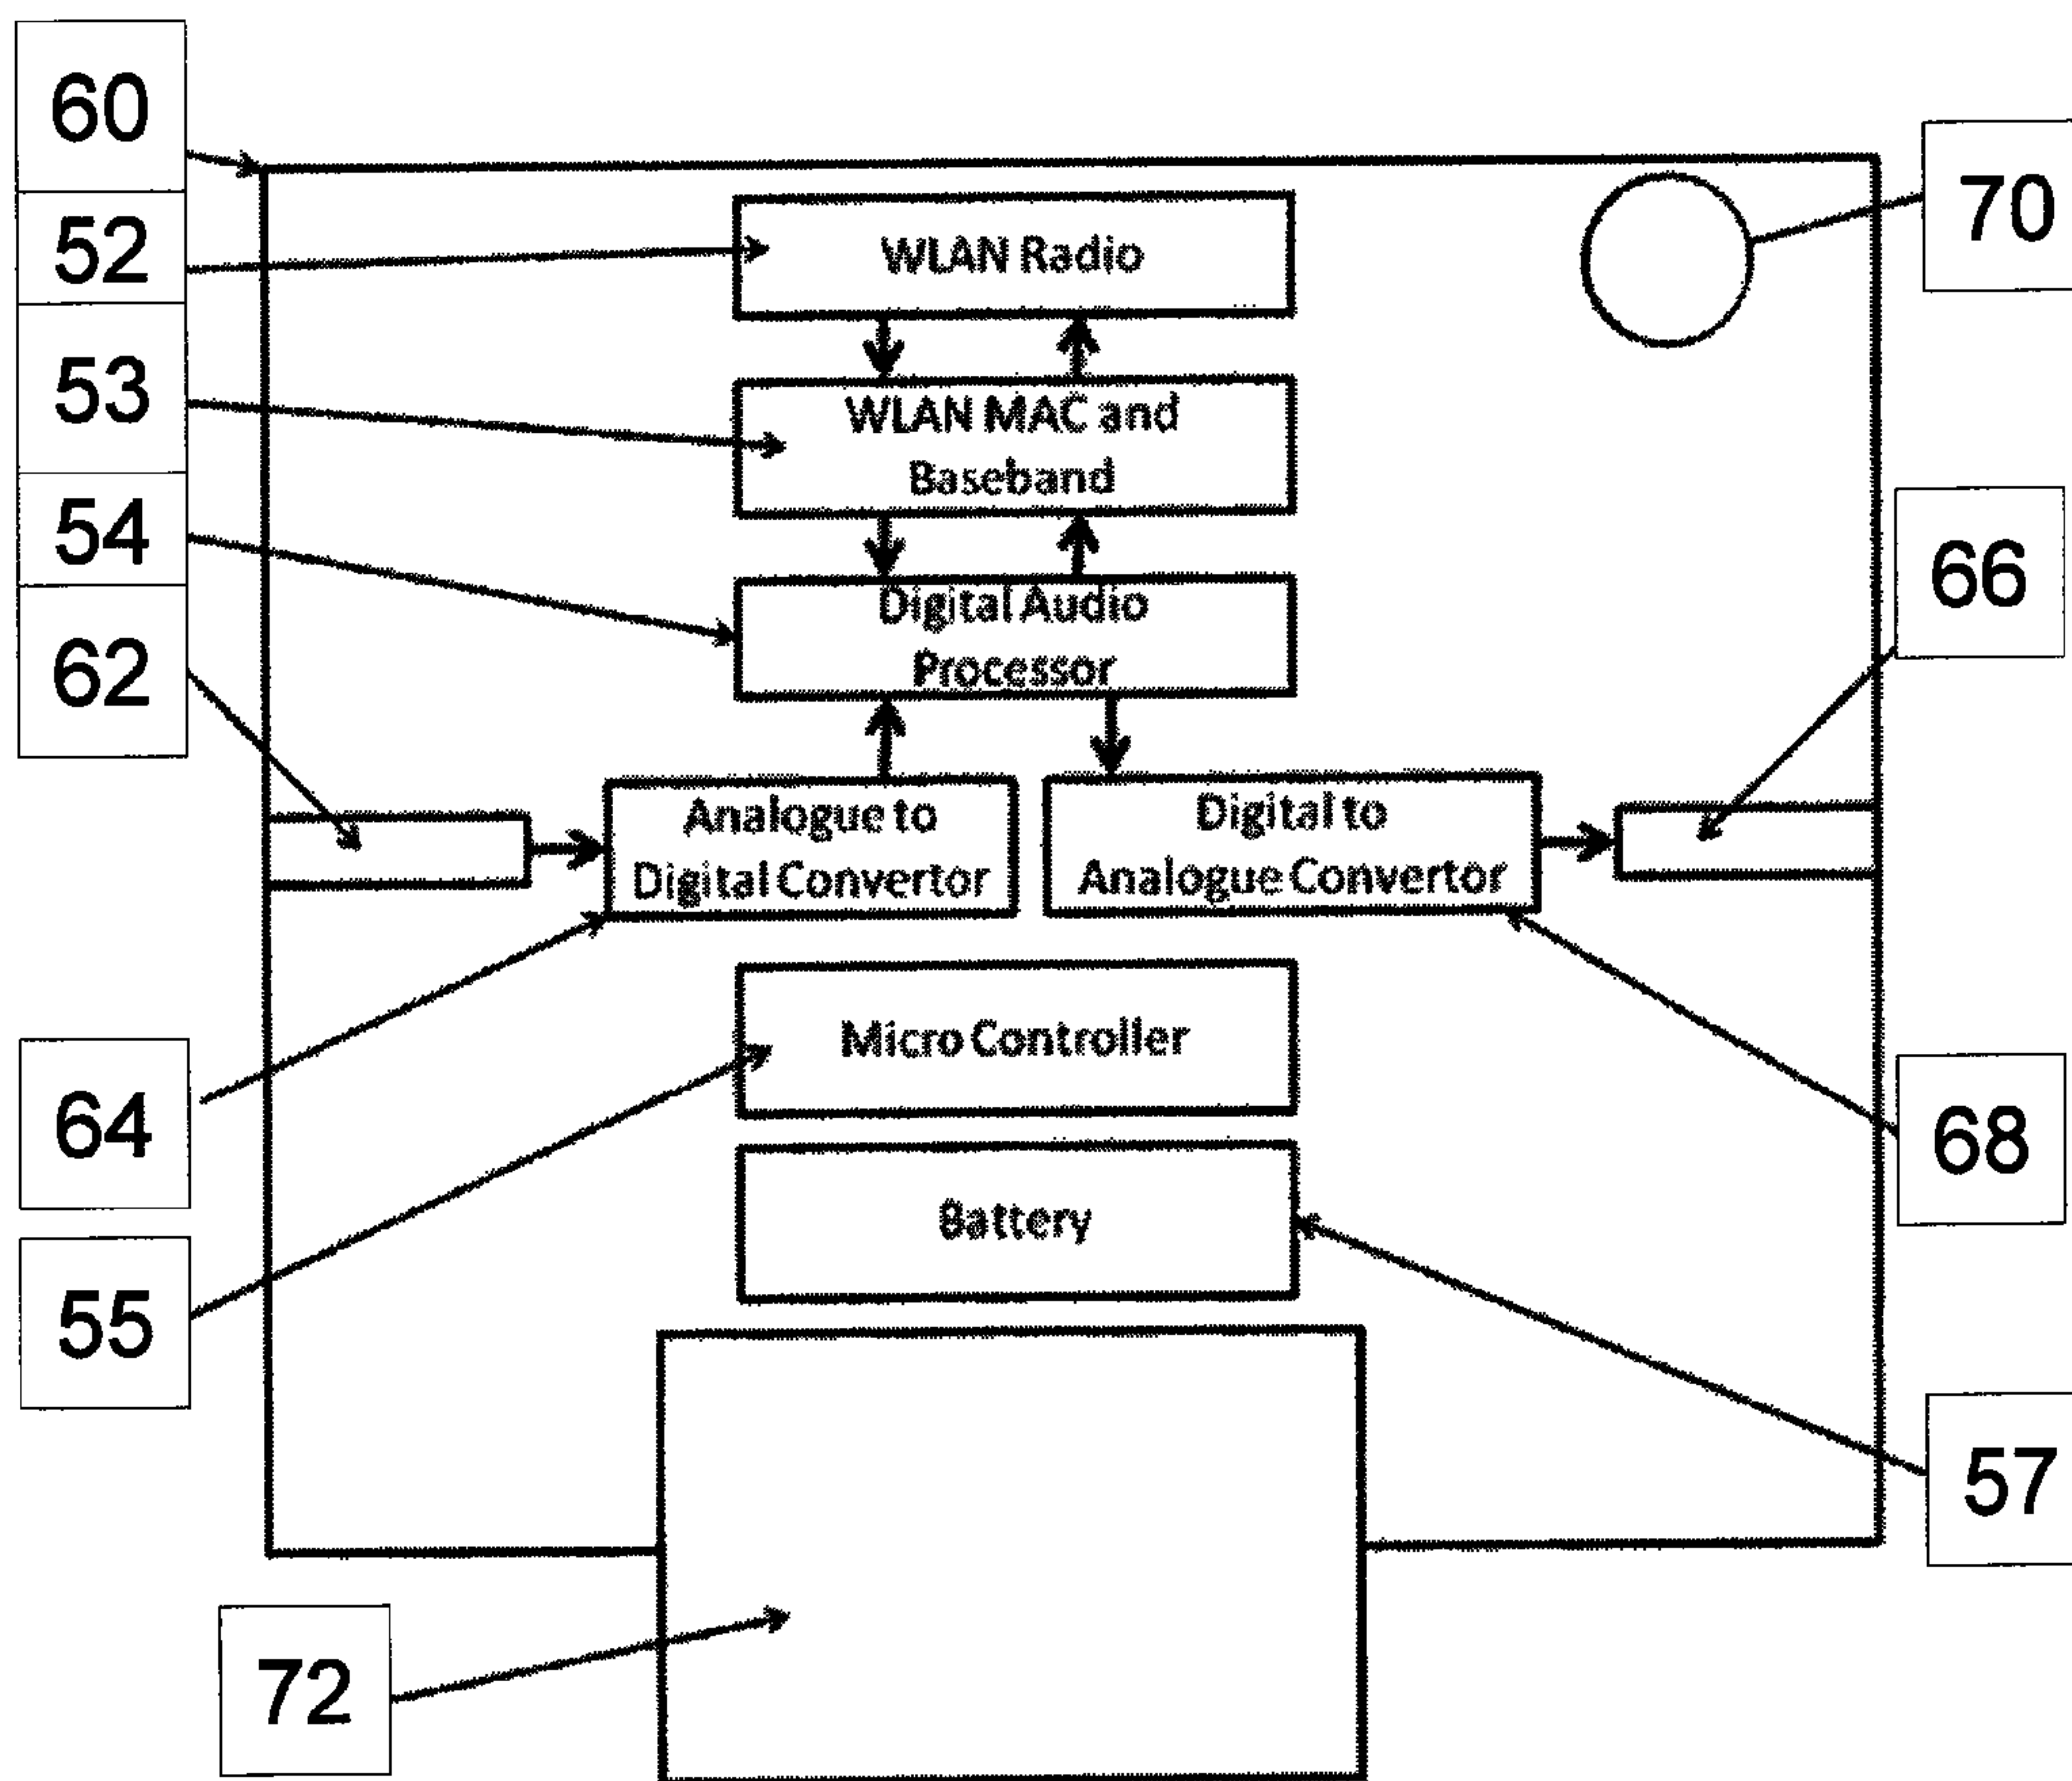 60
52
53
54
62
64
55
72
WLAN Radio
WLAN MAC and
Baseband
Digital Audio
Processor
Analogue to
Digital Convertor
Digital to
Analogue Convertor
Micro Controller
Battery
70
66
68
57